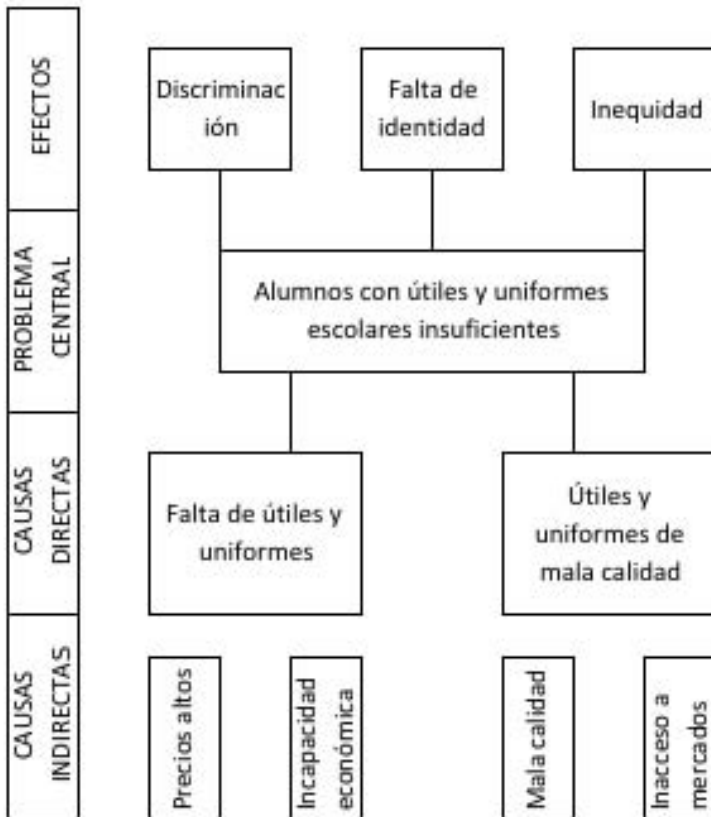 EFECTOS
Discriminac
ión
Falta de
identidad
Inequidad
PROBLEMA
CENTRAL
Alumnos con útiles y uniformes
escolares insuficientes
CAUSAS
DIRECTAS
Falta de útiles y
uniformes
Útiles y
uniformes de
mala calidad
CAUSAS
INDIRECTAS
Precios altos
Incapacidad
económica
Mala calidad
Inacceso a
mercados